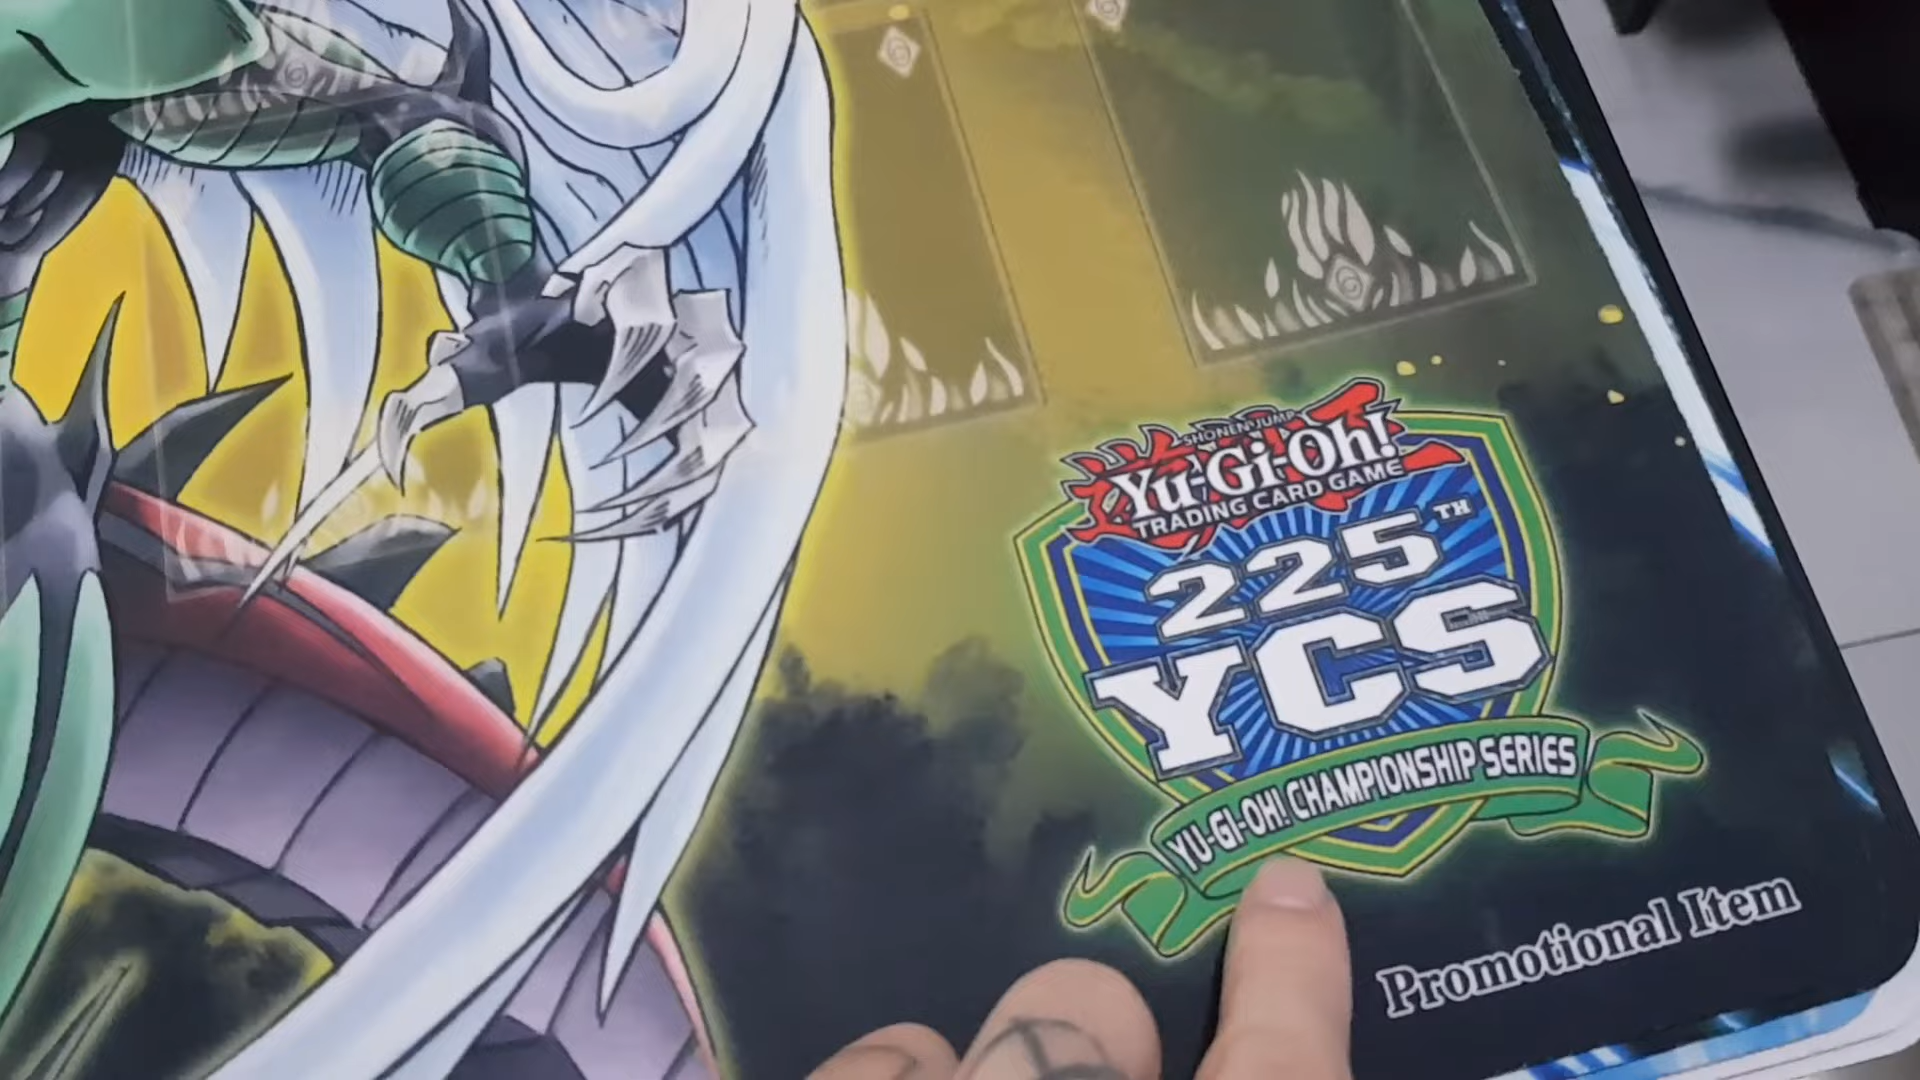 SHONEN JUMP
Yu-Gi-Oh!
TRADING CARD GAME
225TH
YCS
YU-GI-OH! CHAMPIONSHIP SERIES
Promotional Item